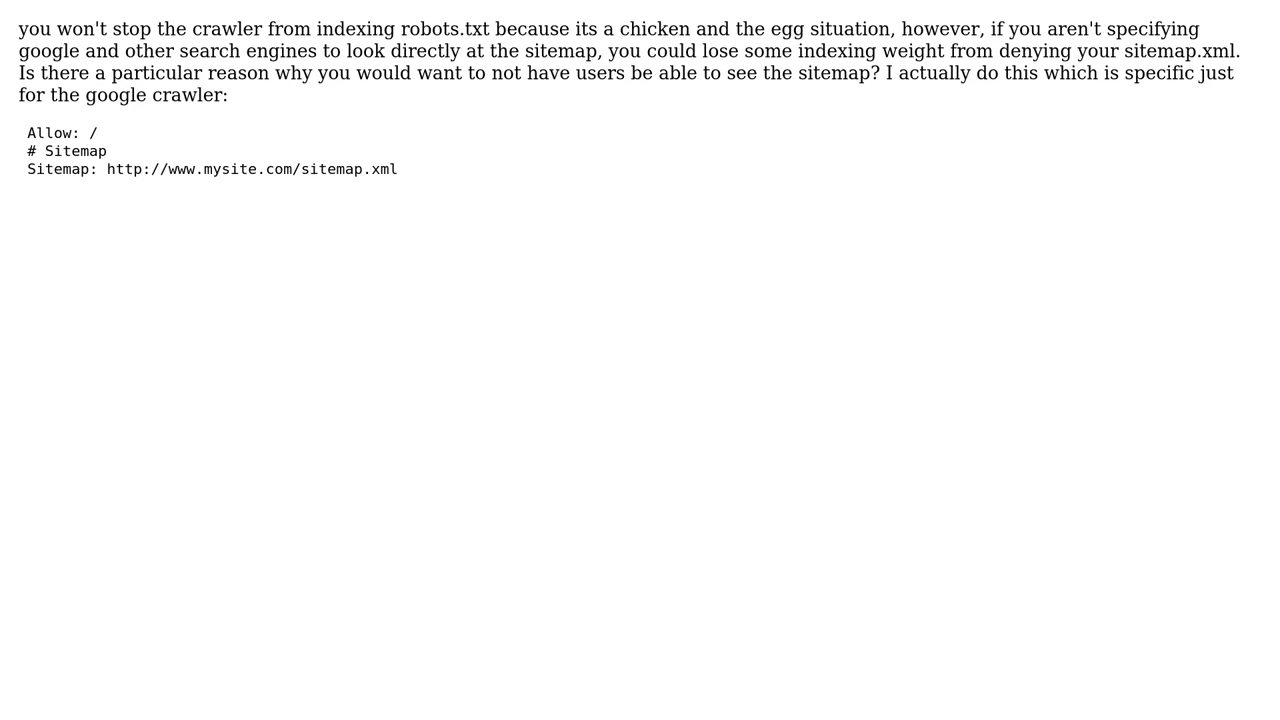 you won't stop the crawler from indexing robots.txt because its a chicken and the egg situation, however, if you aren't specifying
google and other search engines to look directly at the sitemap, you could lose some indexing weight from denying your sitemap.xml.
Is there a particular reason why you would want to not have users be able to see the sitemap? I actually do this which is specific just
for the google crawler:
Allow: /
# Sitemap
Sitemap: http://www.mysite.com/sitemap.xml